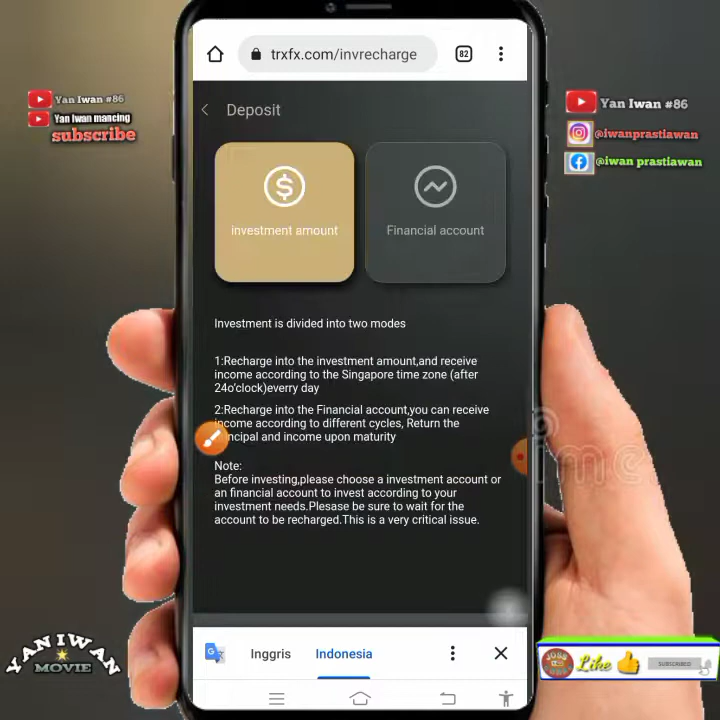 Yan Iwan #86
Yan Iwan mancing
subscribe
Yan Iwan #86
@iwanprastiawan
@iwan prastiawan
trxfx.com/invrecharge
82
Deposit
investment amount
Financial account
Investment is divided into two modes
1:Recharge into the investment amount,and receive
income according to the Singapore time zone (after
24o'clock)everry day
2:Recharge into the Financial account,you can receive
income according to different cycles, Return the
principal and income upon maturity
Note:
Before investing,please choose a investment account or
an financial account to invest according to your
investment needs.Plesase be sure to wait for the
account to be recharged.This is a very critical issue.
Inggris
Indonesia
YAN IWAN
MOVIE
Like
SUBSCRIBED